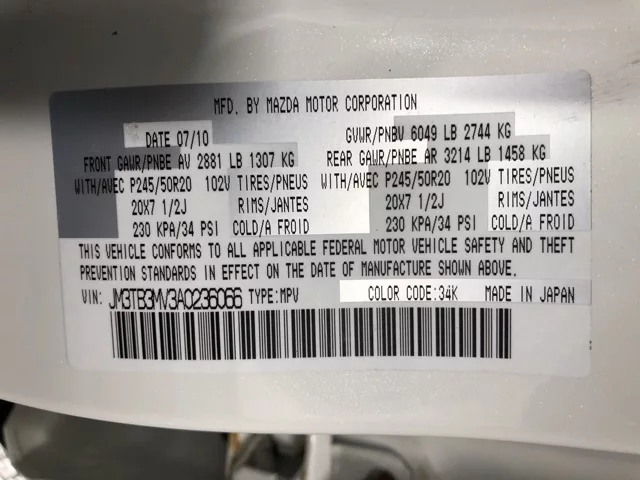 MFD. BY MAZDA MOTOR CORPORATION
DATE 07/10 GVWR/PNBV 6049 LB 2744 KG
FRONT GAWR/PNBE AV 2881 LB 1307 KG REAR GAWR/PNBE AR 3214 LB 1458 KG
WITH/AVEC P245/50R20 102V TIRES/PNEUS WITH/AVEC P245/50R20 102V TIRES/PNEUS
20X7 1/2J RIMS/JANTES 20X7 1/2J RIMS/JANTES
230 KPA/34 PSI COLD/A FROID 230 KPA/34 PSI COLD/A FROID
THIS VEHICLE CONFORMS TO ALL APPLICABLE FEDERAL MOTOR VEHICLE SAFETY AND THEFT
PREVENTION STANDARDS IN EFFECT ON THE DATE OF MANUFACTURE SHOWN ABOVE.
VIN: JM3TB3MV3A0236066 TYPE:MPV COLOR CODE:34K MADE IN JAPAN